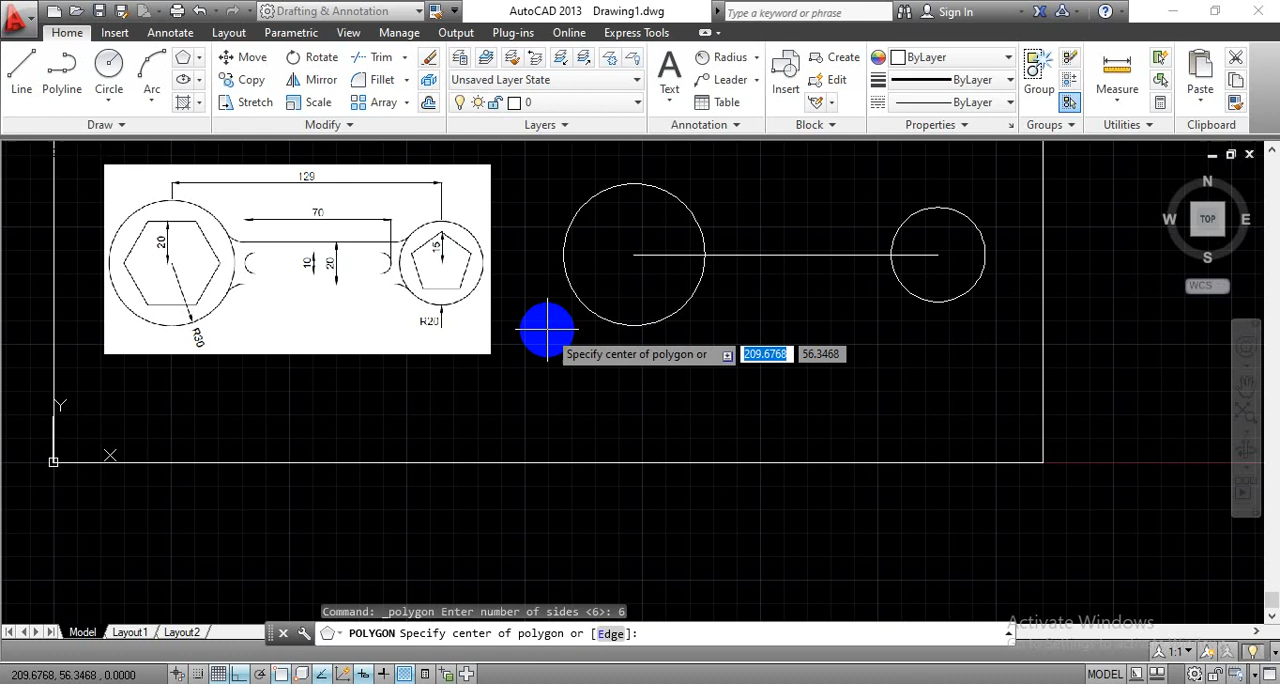 Drafting & Annotation
AutoCAD 2013 Drawing1.dwg
Type a keyword or phrase
Sign In
Home Insert Annotate Layout Parametric View Manage Output Plug-ins Online Express Tools
Line Polyline Circle Arc
Move Rotate Trim
Copy Mirror Fillet
Stretch Scale Array
Unsaved Layer State
0
Text
Radius
Leader
Table
Insert
Create
Edit
ByLayer
ByLayer
ByLayer
Group
Measure
Paste
Draw Modify Layers Annotation Block Properties Groups Utilities Clipboard
129
70
20
10
20
15
R30
R20
N
W TOP E
S
WCS
Specify center of polygon or 209.6768 56.3468
Y
X
Command: _polygon Enter number of sides <6>: 6
POLYGON Specify center of polygon or [Edge]:
Activate Windows
Model Layout1 Layout2
209.6768, 56.3468, 0.0000
MODEL
1:1